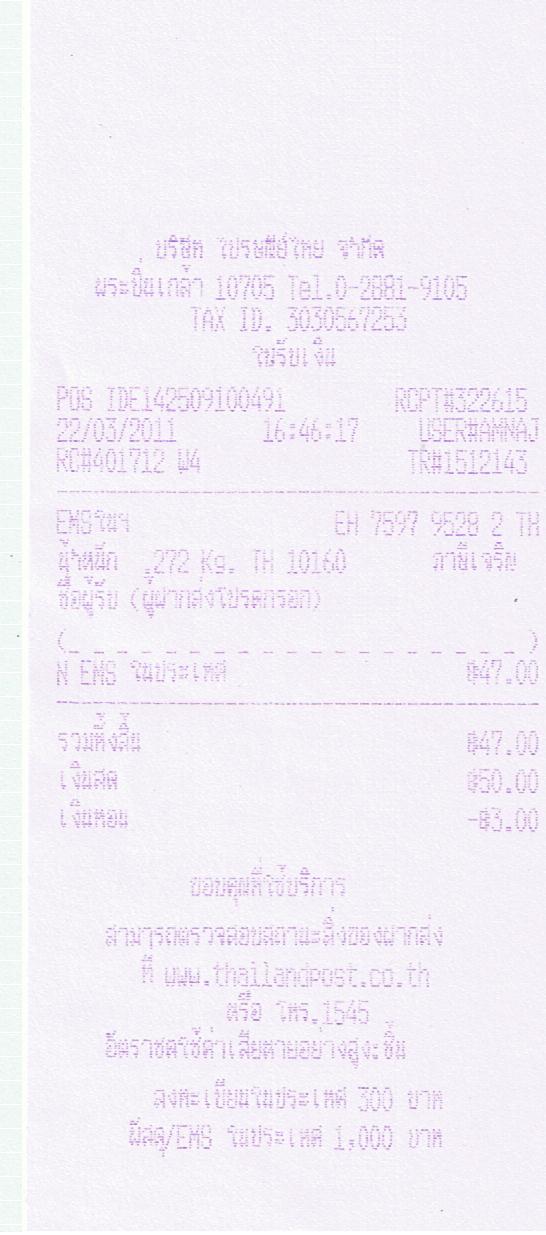 บริษัท ไปรษณีย์ไทย จำกัด
พระปิ่นเกล้า 10705 Tel.0-2881-9105
TAX ID. 3030567253
ใบรับเงิน
POS IDE142509100491 RCPT#322615
22/03/2011 16:46:17 USER#AMNAJ
RC#401712 W4 TR#1512143
EMSในฯ EH 7597 9528 2 TH
น้ำหนัก .272 Kg. TH 10160 ภาษีเจริญ
ชื่อผู้รับ (ผู้ฝากส่งโปรดกรอก)
(_ _ _ _ _ _ _ _ _ _ _ _ _ _ _ _ _ _)
N EMS ในประเทศ ฿47.00
รวมทั้งสิ้น ฿47.00
เงินสด ฿50.00
เงินทอน -฿3.00
ขอบคุณที่ใช้บริการ
สามารถตรวจสอบสถานะสิ่งของฝากส่ง
ที่ www.thailandpost.co.th
หรือ โทร.1545
อัตราชดใช้ค่าเสียหายอย่างสูง:ชิ้น
ลงทะเบียนในประเทศ 300 บาท
พัสดุ/EMS ในประเทศ 1,000 บาท